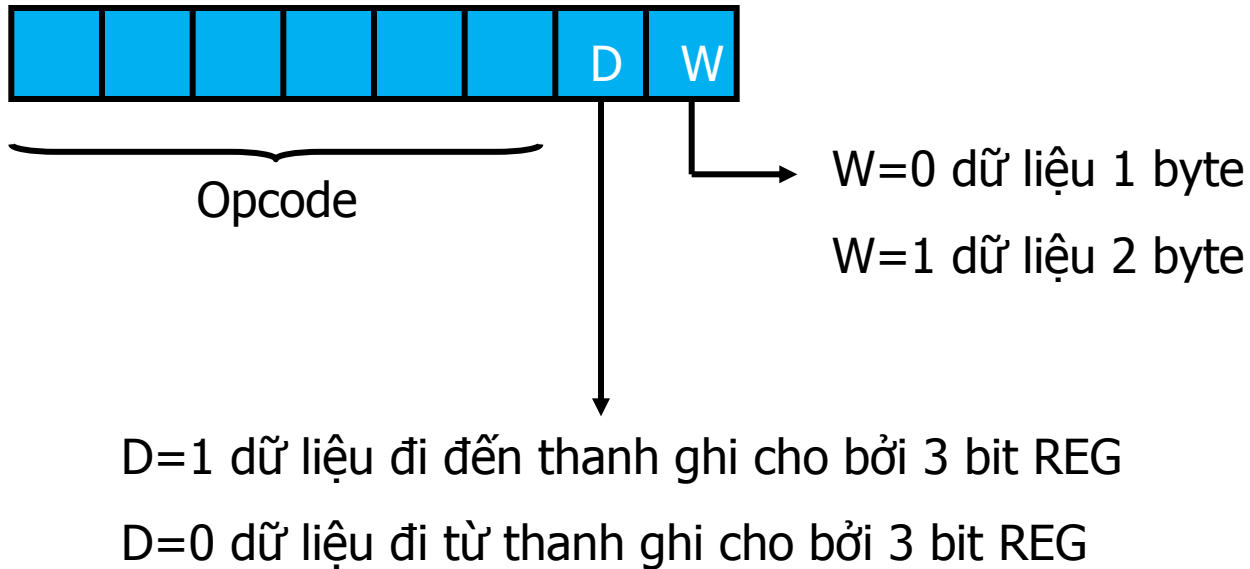 D W
W=0 dữ liệu 1 byte
Opcode
W=1 dữ liệu 2 byte
D=1 dữ liệu đi đến thanh ghi cho bởi 3 bit REG
D=0 dữ liệu đi từ thanh ghi cho bởi 3 bit REG